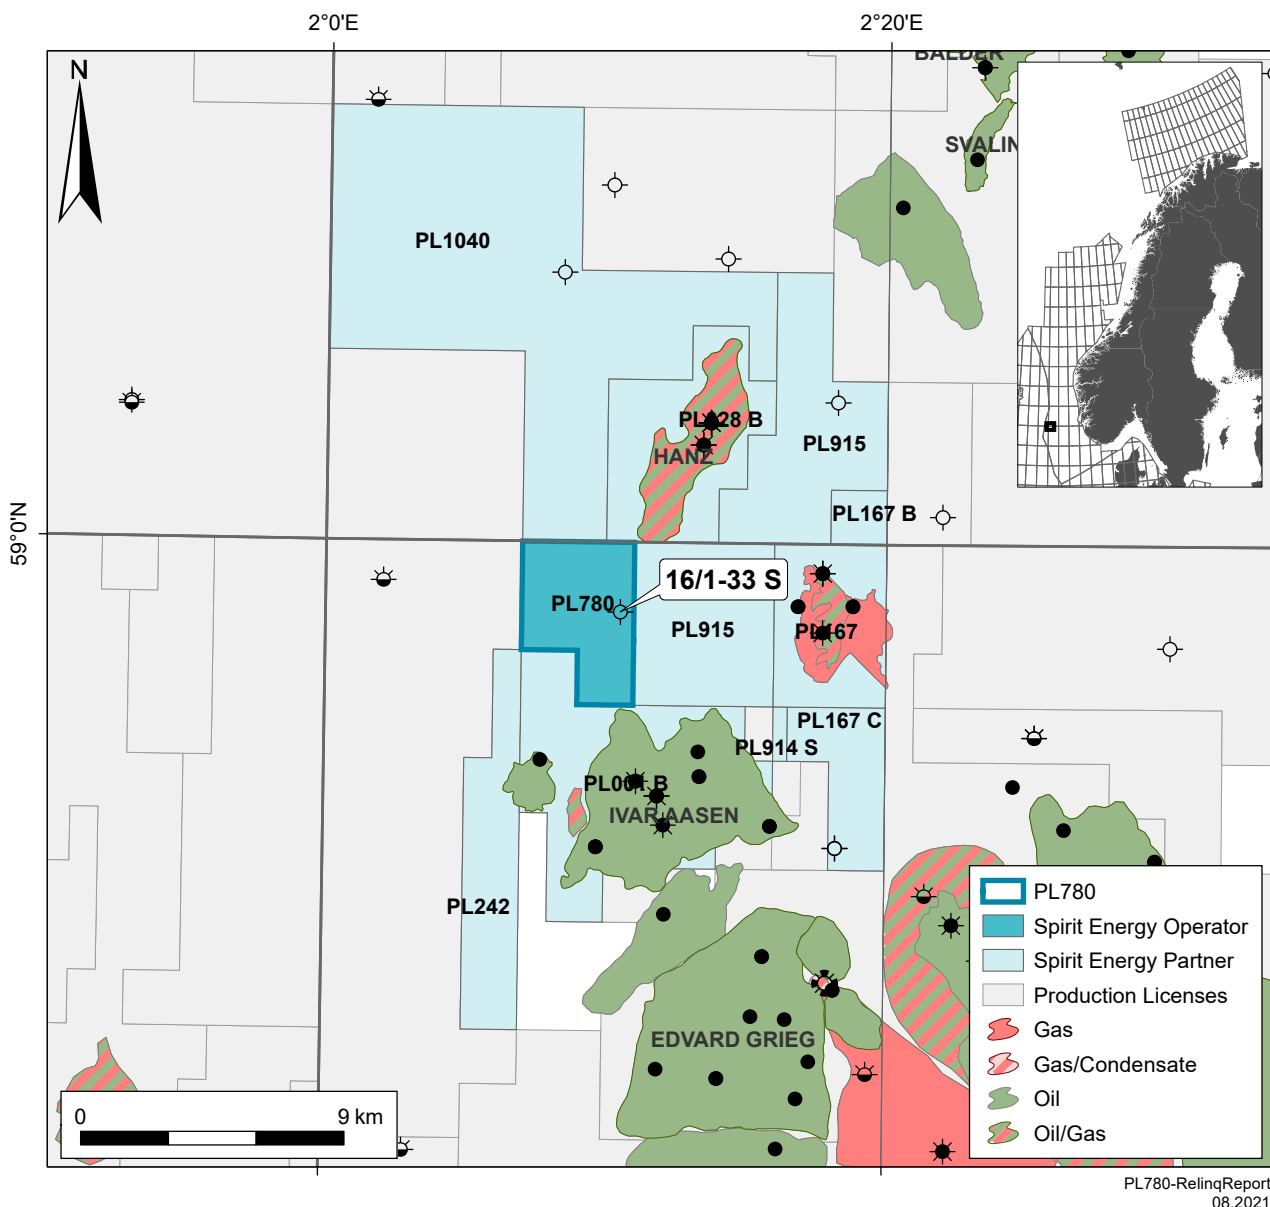 2°0'E
2°20'E
N
BALDER
SVALIN
PL1040
59°0'N
PL028 B
HANZ
PL915
PL167 B
16/1-33 S
PL780
PL915
PL167
PL167 C
PL914 S
PL001 B
IVAR AASEN
PL242
EDVARD GRIEG
PL780
Spirit Energy Operator
Spirit Energy Partner
Production Licenses
Gas
Gas/Condensate
Oil
Oil/Gas
0 9 km
PL780-RelinqReport
08.2021